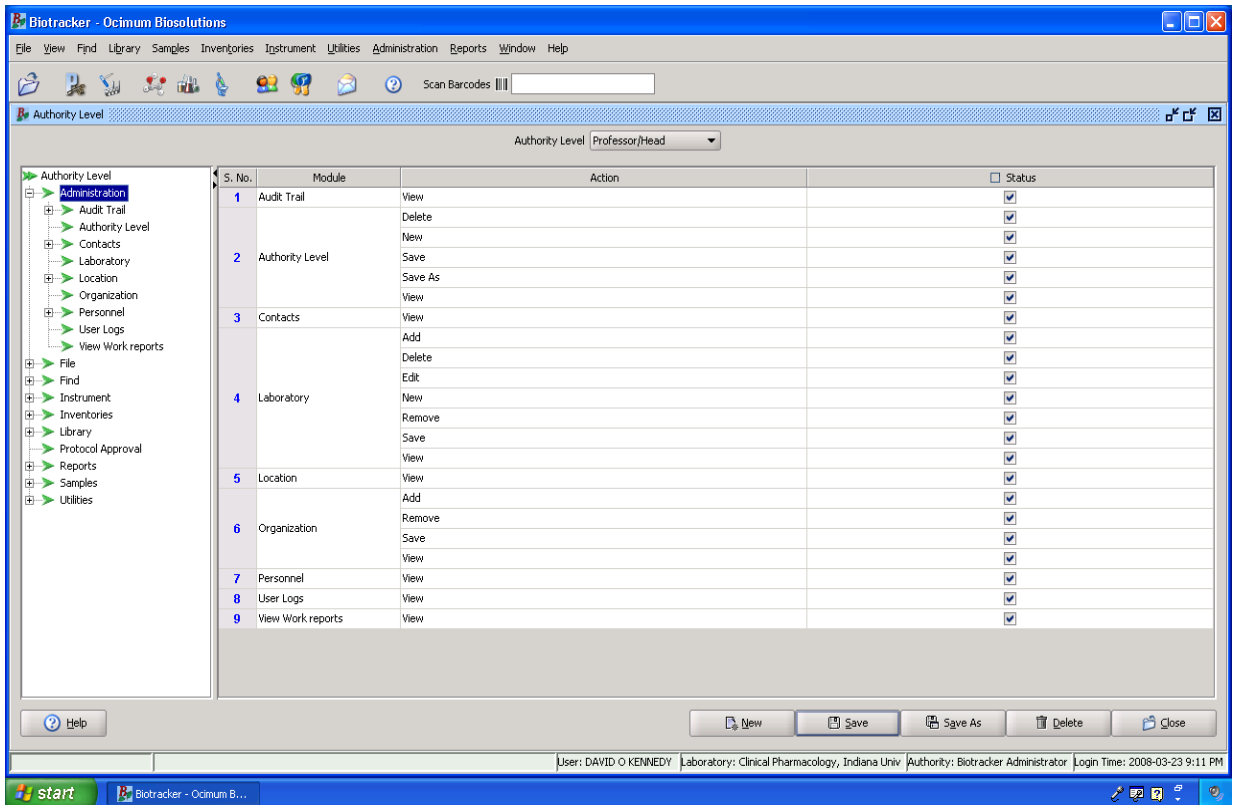 Biotracker - Ocimum Biosolutions
File View Find Library Samples Inventories Instrument Utilities Administration Reports Window Help
Scan Barcodes
Authority Level
Authority Level Professor/Head
Authority Level
Administration
Audit Trail
Authority Level
Contacts
Laboratory
Location
Organization
Personnel
User Logs
View Work reports
File
Find
Instrument
Inventories
Library
Protocol Approval
Reports
Samples
Utilities
S. No. Module Action Status
1 Audit Trail View
Delete
New
2 Authority Level Save
Save As
View
3 Contacts View
Add
Delete
Edit
4 Laboratory New
Remove
Save
View
5 Location View
Add
Remove
6 Organization
Save
View
7 Personnel View
8 User Logs View
9 View Work reports View
Help New Save Save As Delete Close
User: DAVID O KENNEDY Laboratory: Clinical Pharmacology, Indiana Univ Authority: Biotracker Administrator Login Time: 2008-03-23 9:11 PM
start Biotracker - Ocimum B...